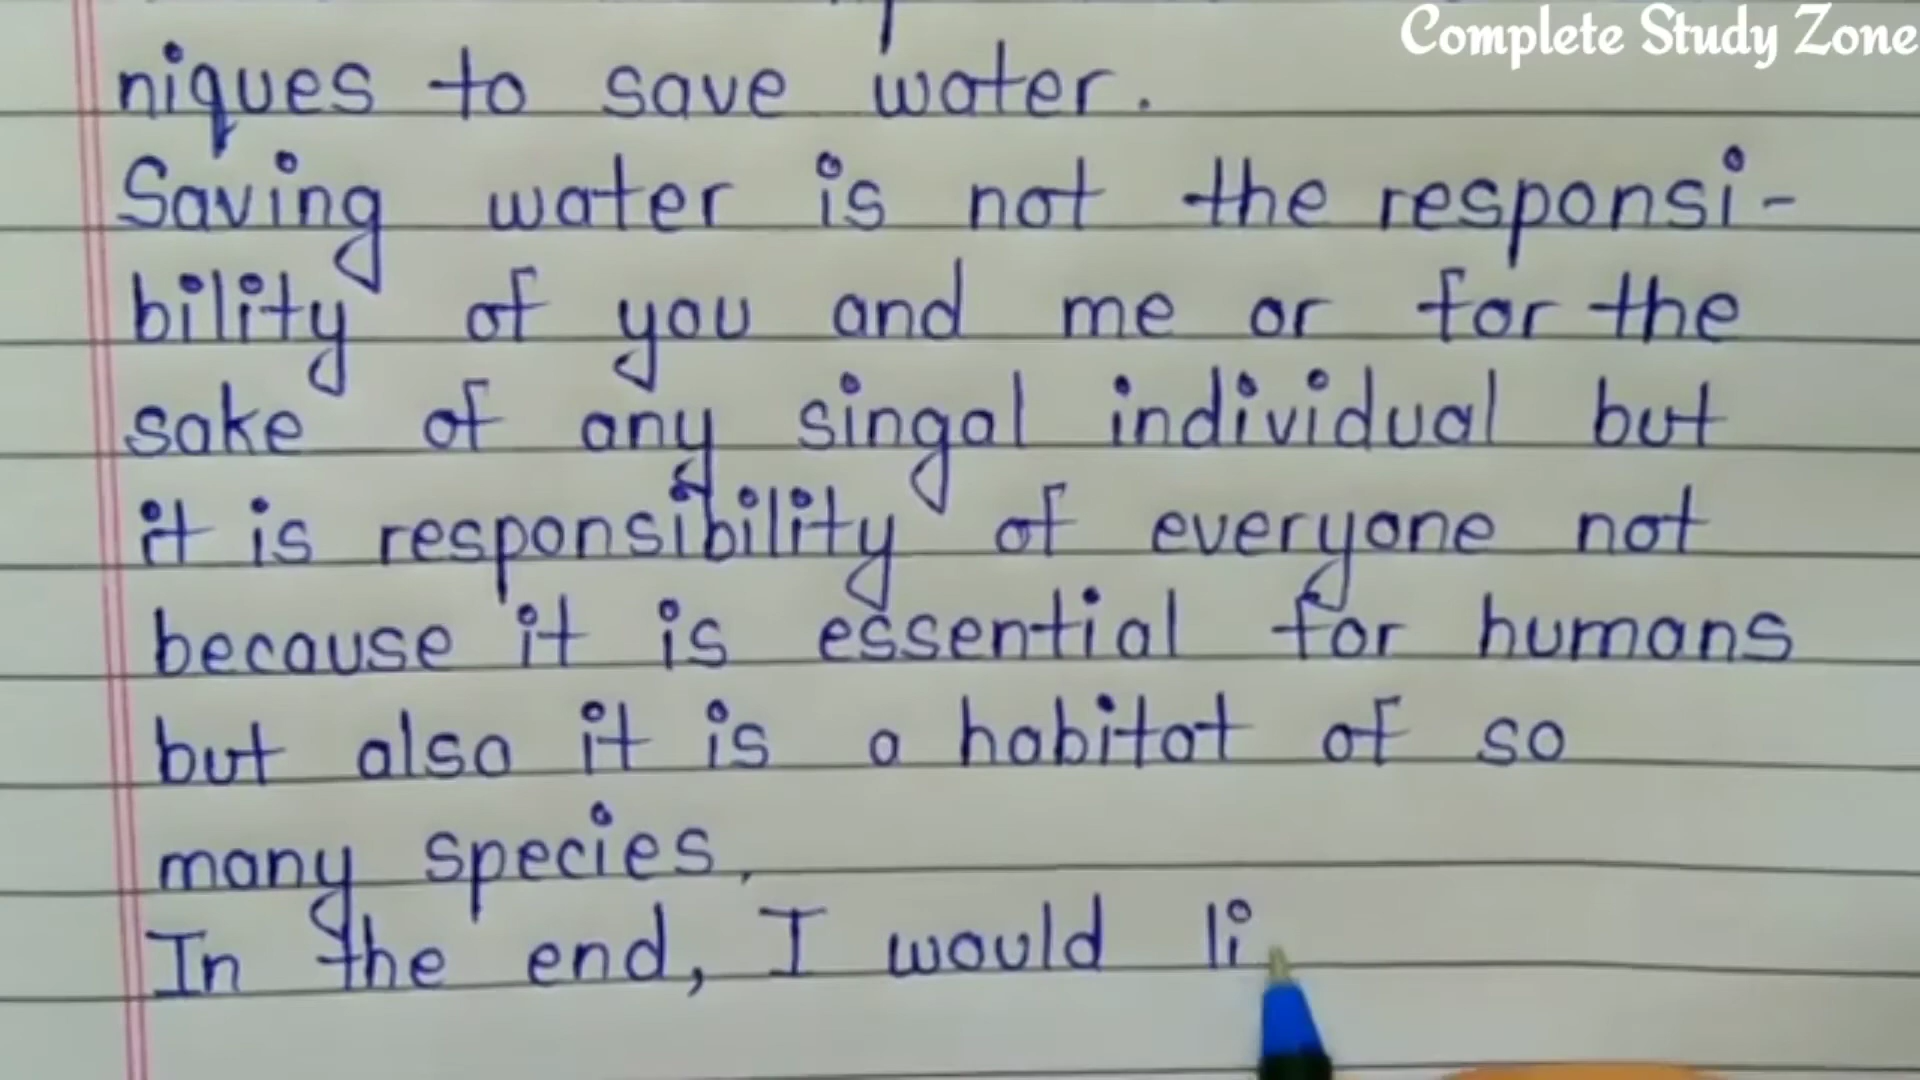 Complete Study Zone
niques to save water.
Saving water is not the responsi-
bility of you and me or for the
sake of any singal individual but
it is responsibility of everyone not
because it is essential for humans
but also it is a habitat of so
many species.
In the end, I would li